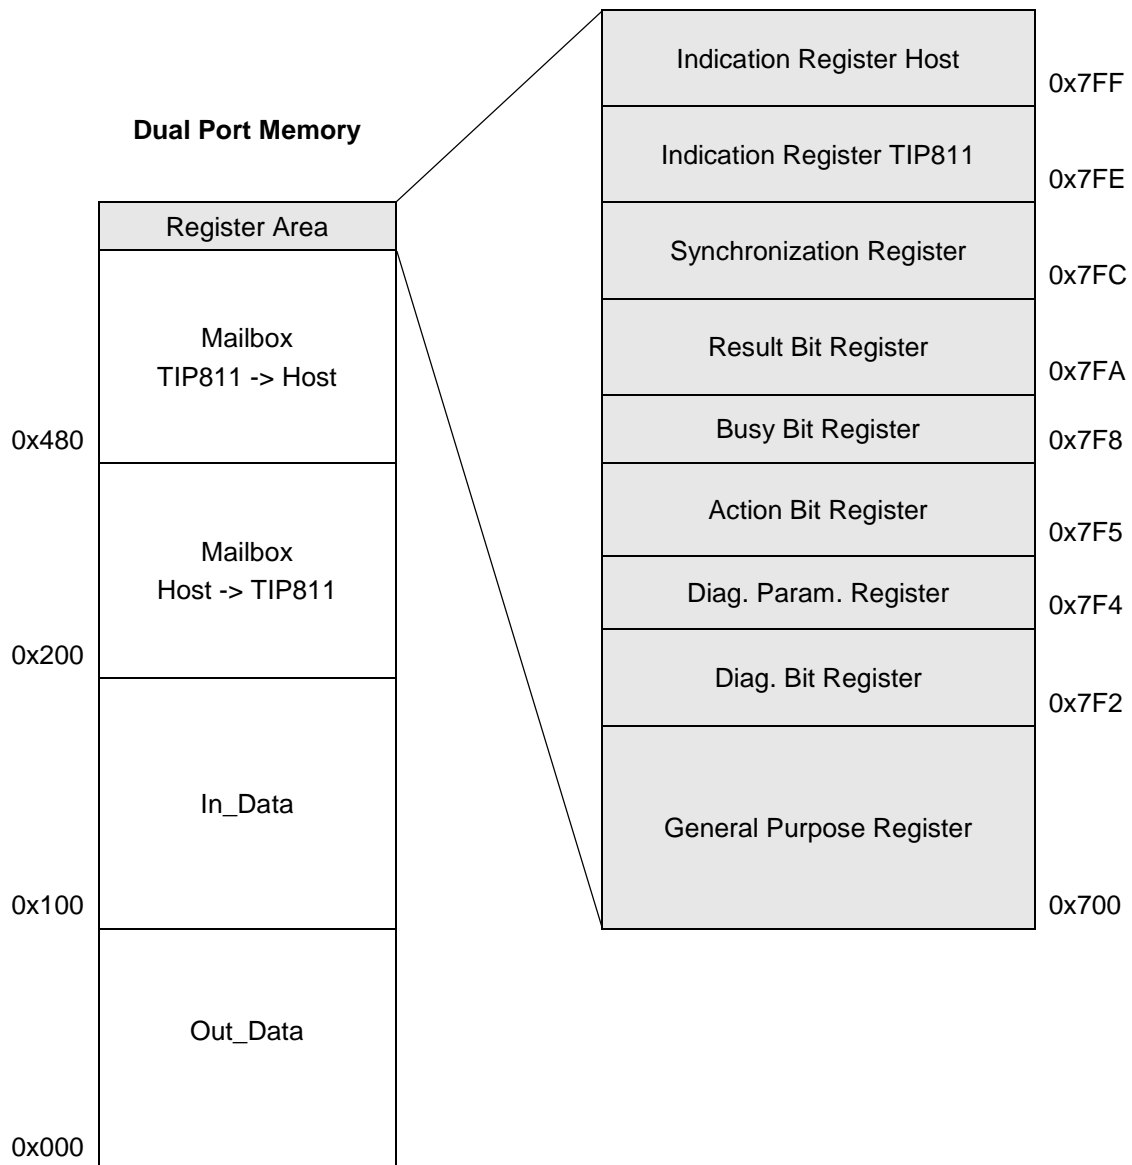 Dual Port Memory
Register Area
Mailbox
TIP811 -> Host
0x480
Mailbox
Host -> TIP811
0x200
In_Data
0x100
Out_Data
0x000
Indication Register Host
0x7FF
Indication Register TIP811
0x7FE
Synchronization Register
0x7FC
Result Bit Register
0x7FA
Busy Bit Register
0x7F8
Action Bit Register
0x7F5
Diag. Param. Register
0x7F4
Diag. Bit Register
0x7F2
General Purpose Register
0x700